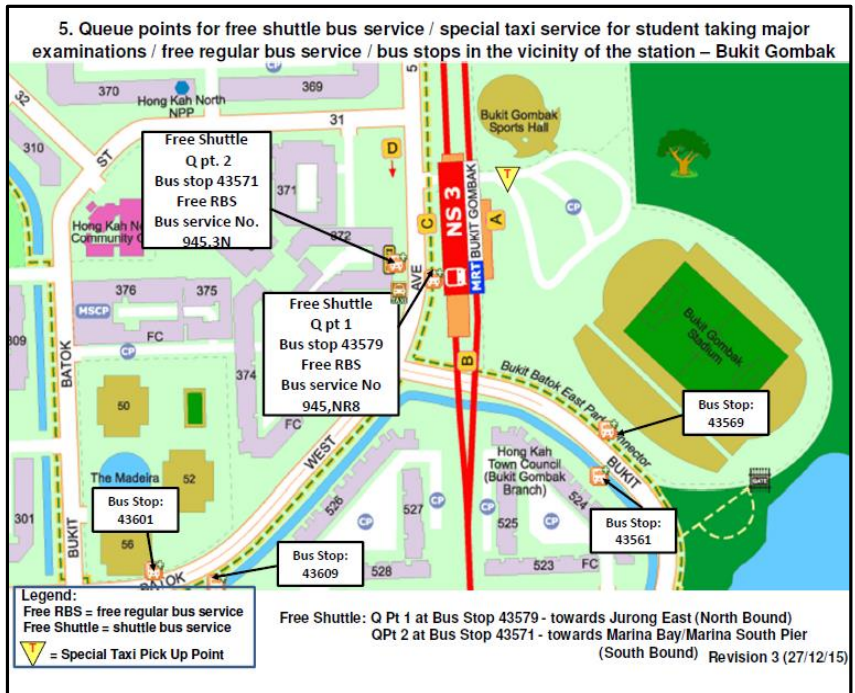 5. Queue points for free shuttle bus service / special taxi service for student taking major
examinations / free regular bus service / bus stops in the vicinity of the station – Bukit Gombak
32
370
Hong Kah North
NPP
CP
369
5
310
ST
31
Free Shuttle
Q pt. 2
Bus stop 43571
Free RBS
Bus service No.
945,3N
D
371
372
Hong Kah No
Community C
C
NS 3
MRT BUKIT GOMBAK
A
B
Bukit Gombak
Sports Hall
T
CP
AVE
TAXI
376
375
MSCP
FC
CP
309
BATOK
374
FC
Free Shuttle
Q pt 1
Bus stop 43579
Free RBS
Bus service No
945,NR8
Bukit Gombak
Stadium
Bukit Batok East Park Connector
Bus Stop:
43569
50
The Madeira
52
56
301
BUKIT
WEST
BATOK
Bus Stop:
43601
Bus Stop:
43609
526
CP
527
CP
528
Hong Kah
Town Council
(Bukit Gombak
Branch)
CP
525
CP
524
523
FC
BUKIT
Bus Stop:
43561
GATE
Legend:
Free RBS = free regular bus service
Free Shuttle = shuttle bus service
T = Special Taxi Pick Up Point
Free Shuttle: Q Pt 1 at Bus Stop 43579 - towards Jurong East (North Bound)
QPt 2 at Bus Stop 43571 - towards Marina Bay/Marina South Pier
(South Bound)
Revision 3 (27/12/15)